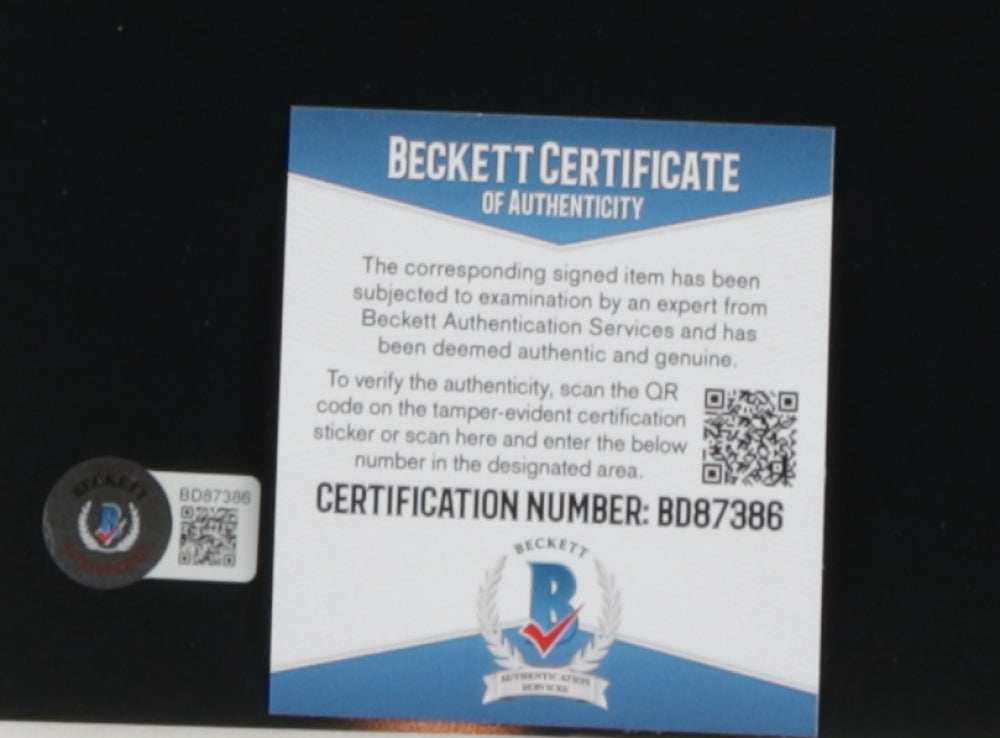 BECKETT CERTIFICATE
OF AUTHENTICITY
The corresponding signed item has been
subjected to examination by an expert from
Beckett Authentication Services and has
been deemed authentic and genuine.
To verify the authenticity, scan the QR
code on the tamper-evident certification
sticker or scan here and enter the below
number in the designated area.
CERTIFICATION NUMBER: BD87386
BECKETT
B
AUTHENTICATION
SERVICES
BECKETT
B
BD87386